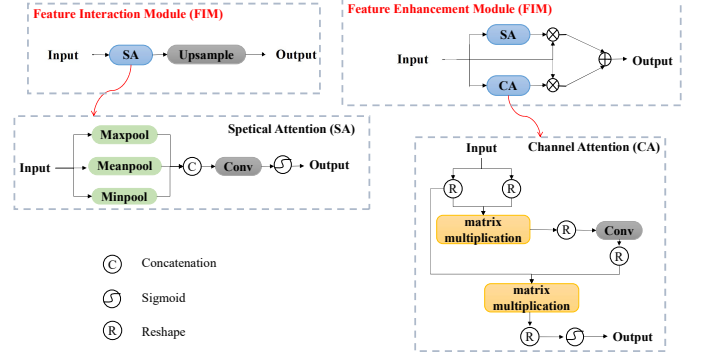 Feature Interaction Module (FIM)
Input
SA
Upsample
Output
Feature Enhancement Module (FIM)
Input
SA
CA
Output
Spetical Attention (SA)
Input
Maxpool
Meanpool
Minpool
C
Conv
Output
Channel Attention (CA)
Input
R
R
matrix
multiplication
R
Conv
R
matrix
multiplication
R
Output
C
Concatenation
Sigmoid
R
Reshape